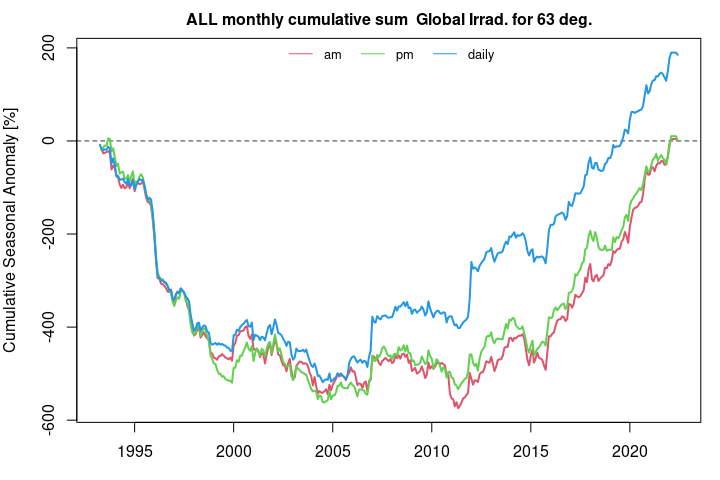 ALL monthly cumulative sum Global Irrad. for 63 deg.
am pm daily
Cumulative Seasonal Anomaly [%]
200
0
-200
-400
-600
1995 2000 2005 2010 2015 2020